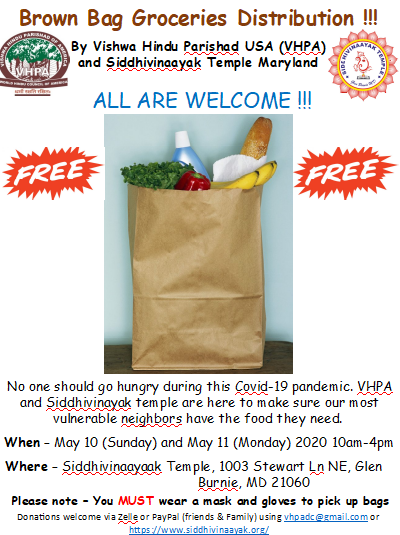 Brown Bag Groceries Distribution !!!
By Vishwa Hindu Parishad USA (VHPA)
and Siddhivinaayak Temple Maryland
VHPA
ALL ARE WELCOME !!!
FREE
FREE
No one should go hungry during this Covid-19 pandemic. VHPA
and Siddhivinayak temple are here to make sure our most
vulnerable neighbors have the food they need.
When – May 10 (Sunday) and May 11 (Monday) 2020 10am-4pm
Where – Siddhivinaayaak Temple, 1003 Stewart Ln NE, Glen
Burnie, MD 21060
Please note – You MUST wear a mask and gloves to pick up bags
Donations welcome via Zelle or PayPal (friends & Family) using vhpadc@gmail.com or
https://www.siddhivinaayak.org/